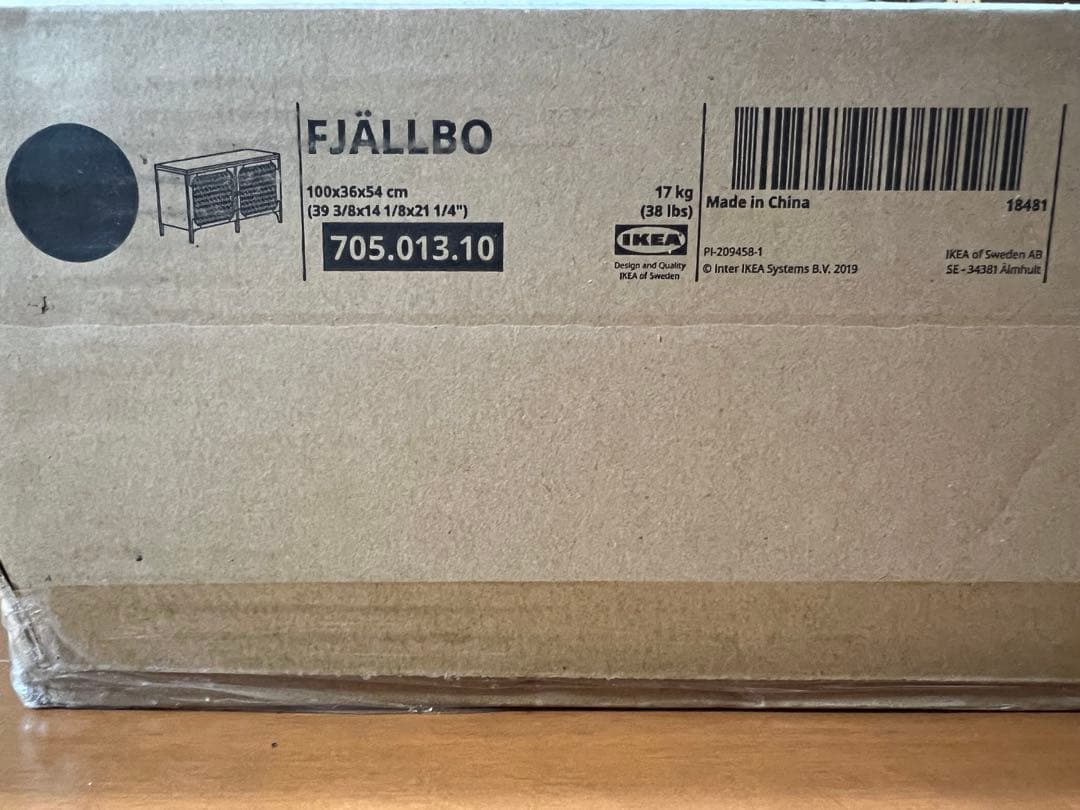 FJÄLLBO
100x36x54 cm
(39 3/8x14 1/8x21 1/4")
705.013.10
17 kg
(38 lbs)
IKEA
Design and Quality
IKEA of Sweden
Made in China
18481
PI-209458-1
© Inter IKEA Systems B.V. 2019
IKEA of Sweden AB
SE-34381 Älmhult